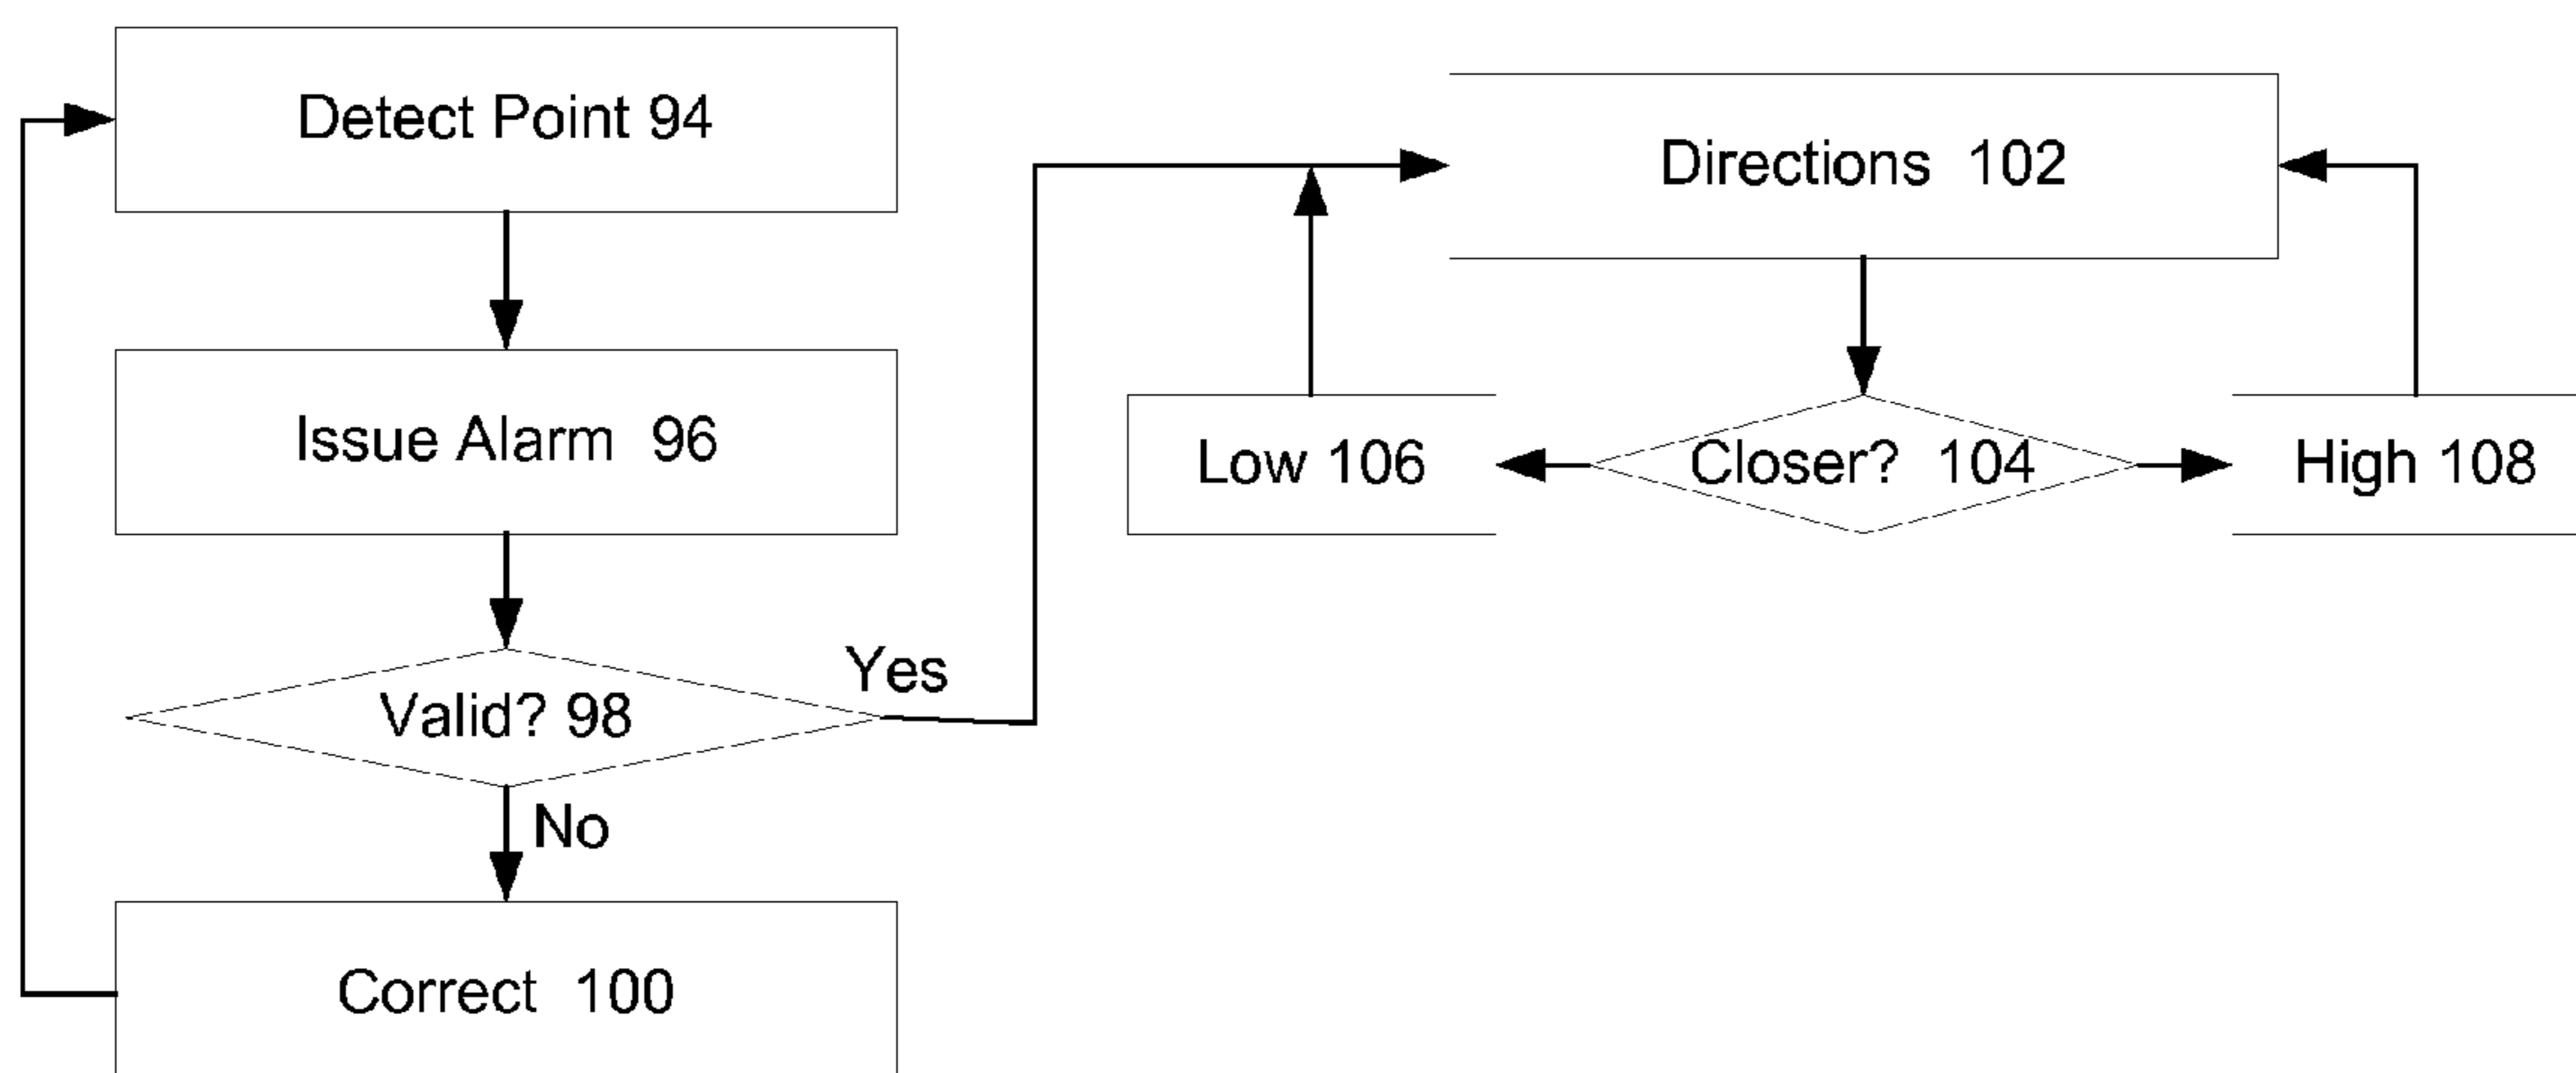 Detect Point 94
Issue Alarm 96
Valid? 98
Yes
No
Correct 100
Directions 102
Closer? 104
Low 106
High 108